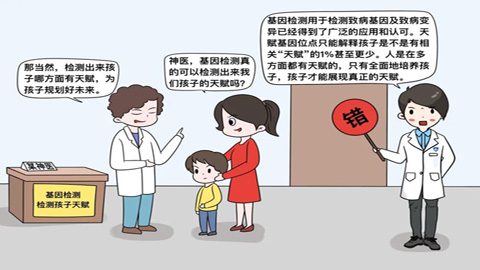 那当然，检测出来孩
子哪方面有天赋，为
孩子规划好未来。
神医，基因检测真
的可以检测出来我
们孩子的天赋吗？
基因检测用于检测致病基因及致病变
异已经得到了广泛的应用和认可。天
赋基因位点只能解释孩子是不是有相
关“天赋”的1%甚至更少。人是在多
方面都有天赋的，只有全面地培养孩
子，孩子才能展现真正的天赋。
错
某神医
基因检测
检测孩子天赋